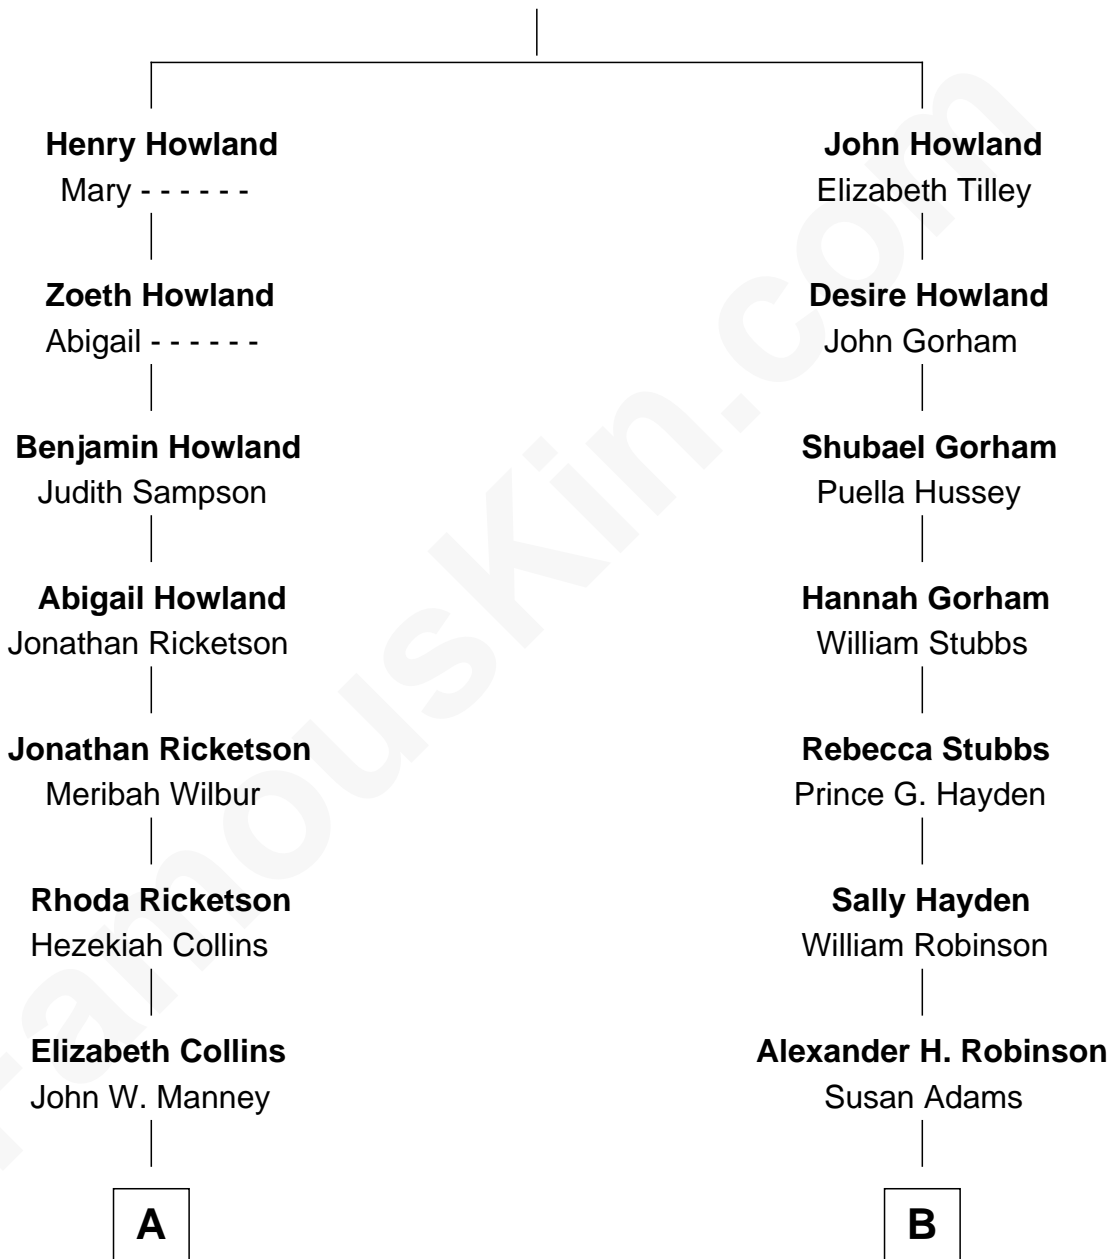 Henry Howland
Mary - - - - - -
Zoeth Howland
Abigail - - - - - -
Benjamin Howland
Judith Sampson
Abigail Howland
Jonathan Ricketson
Jonathan Ricketson
Meribah Wilbur
Rhoda Ricketson
Hezekiah Collins
Elizabeth Collins
John W. Manney
A
John Howland
Elizabeth Tilley
Desire Howland
John Gorham
Shubael Gorham
Puella Hussey
Hannah Gorham
William Stubbs
Rebecca Stubbs
Prince G. Hayden
Sally Hayden
William Robinson
Alexander H. Robinson
Susan Adams
B
FamousKin.com